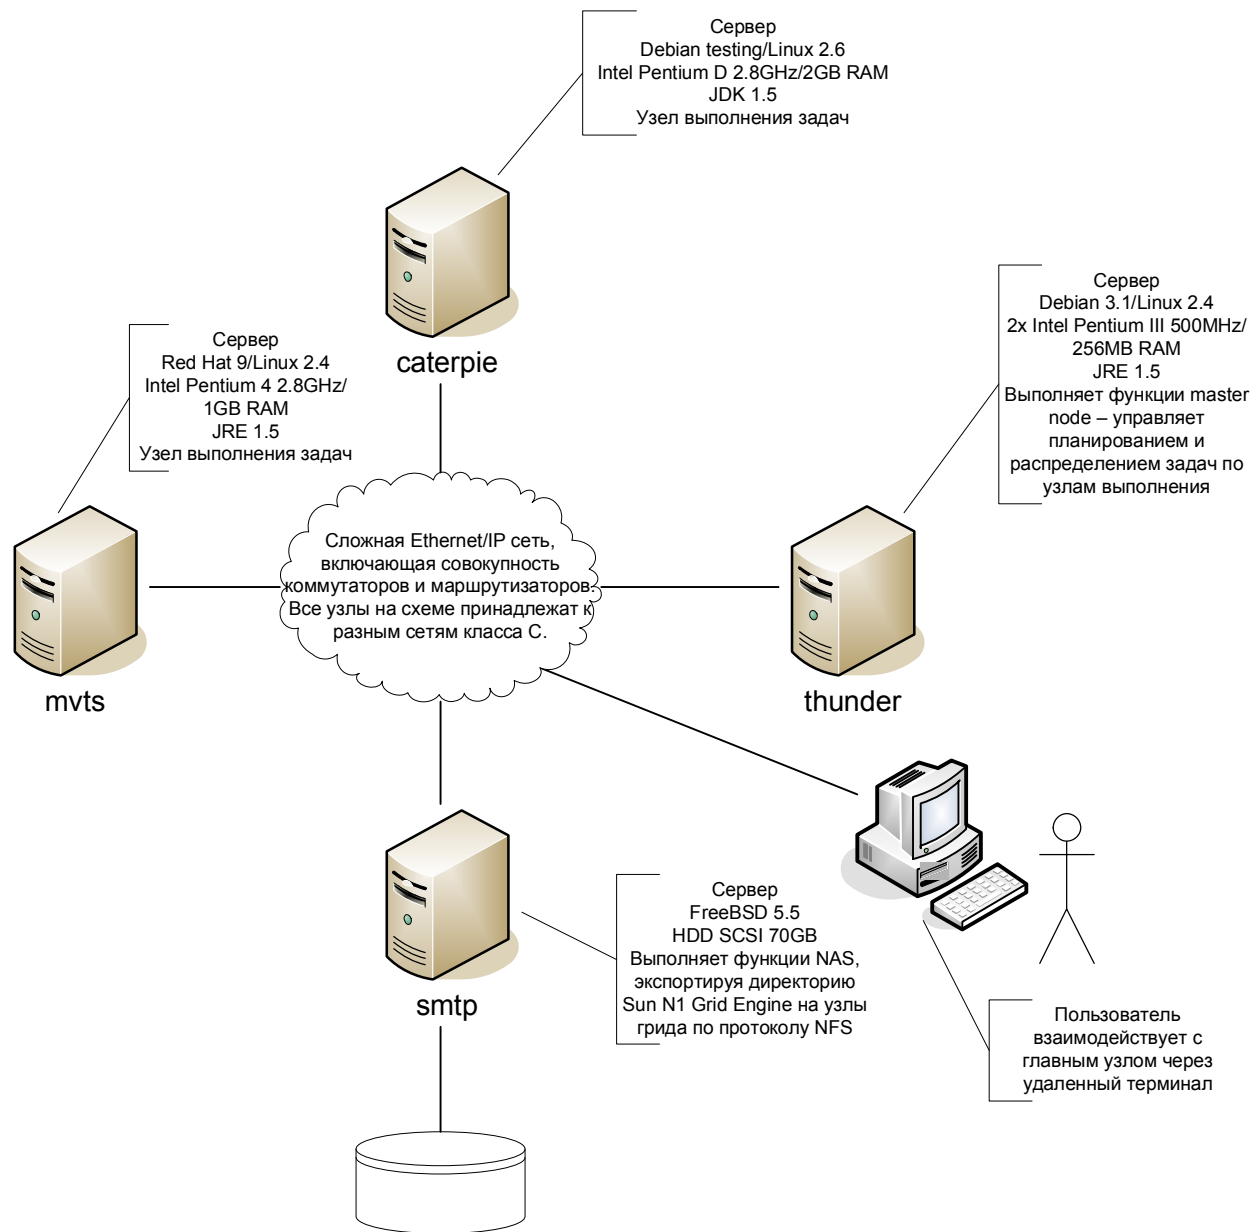 Сервер
Debian testing/Linux 2.6
Intel Pentium D 2.8GHz/2GB RAM
JDK 1.5
Узел выполнения задач
caterpie
Сервер
Red Hat 9/Linux 2.4
Intel Pentium 4 2.8GHz/
1GB RAM
JRE 1.5
Узел выполнения задач
mvts
Сервер
Debian 3.1/Linux 2.4
2x Intel Pentium III 500MHz/
256MB RAM
JRE 1.5
Выполняет функции master
node – управляет
планированием и
распределением задач по
узлам выполнения
thunder
Сложная Ethernet/IP сеть,
включающая совокупность
коммутаторов и маршрутизаторов.
Все узлы на схеме принадлежат к
разным сетям класса С.
Сервер
FreeBSD 5.5
HDD SCSI 70GB
Выполняет функции NAS,
экспортируя директорию
Sun N1 Grid Engine на узлы
грида по протоколу NFS
smtp
Пользователь
взаимодействует с
главным узлом через
удаленный терминал